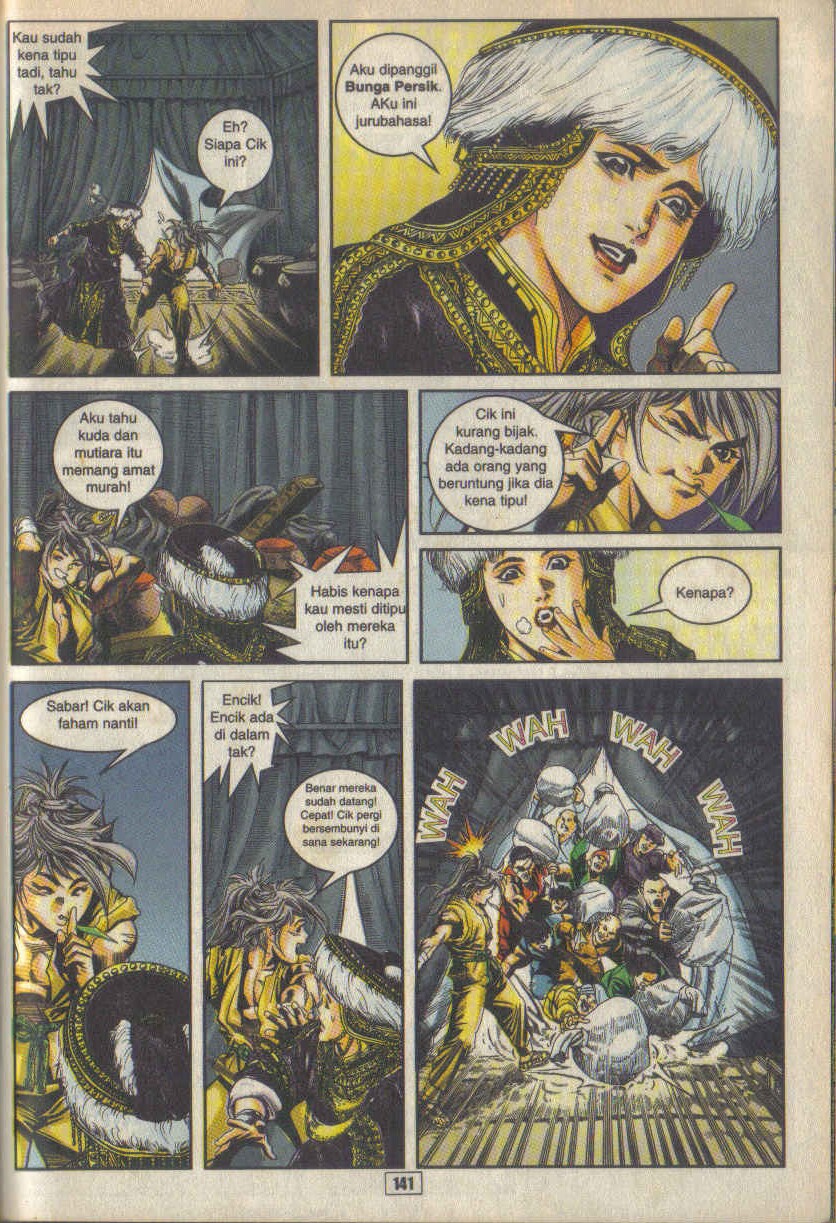 Kau sudah
kena tipu
tadi, tahu
tak?
Eh?
Siapa Cik
ini?
Aku dipanggil
Bunga Persik.
AKu ini
jurubahasa!
Aku tahu
kuda dan
mutiara itu
memang amat
murah!
Habis kenapa
kau mesti ditipu
oleh mereka
itu?
Cik ini
kurang bijak.
Kadang-kadang
ada orang yang
beruntung jika dia
kena tipu!
Kenapa?
Sabar! Cik akan
faham nanti!
Encik!
Encik ada
di dalam
tak?
Benar mereka
sudah datang!
Cepat! Cik pergi
bersembunyi di
sana sekarang!
WAH
WAH
WAH
WAH
141